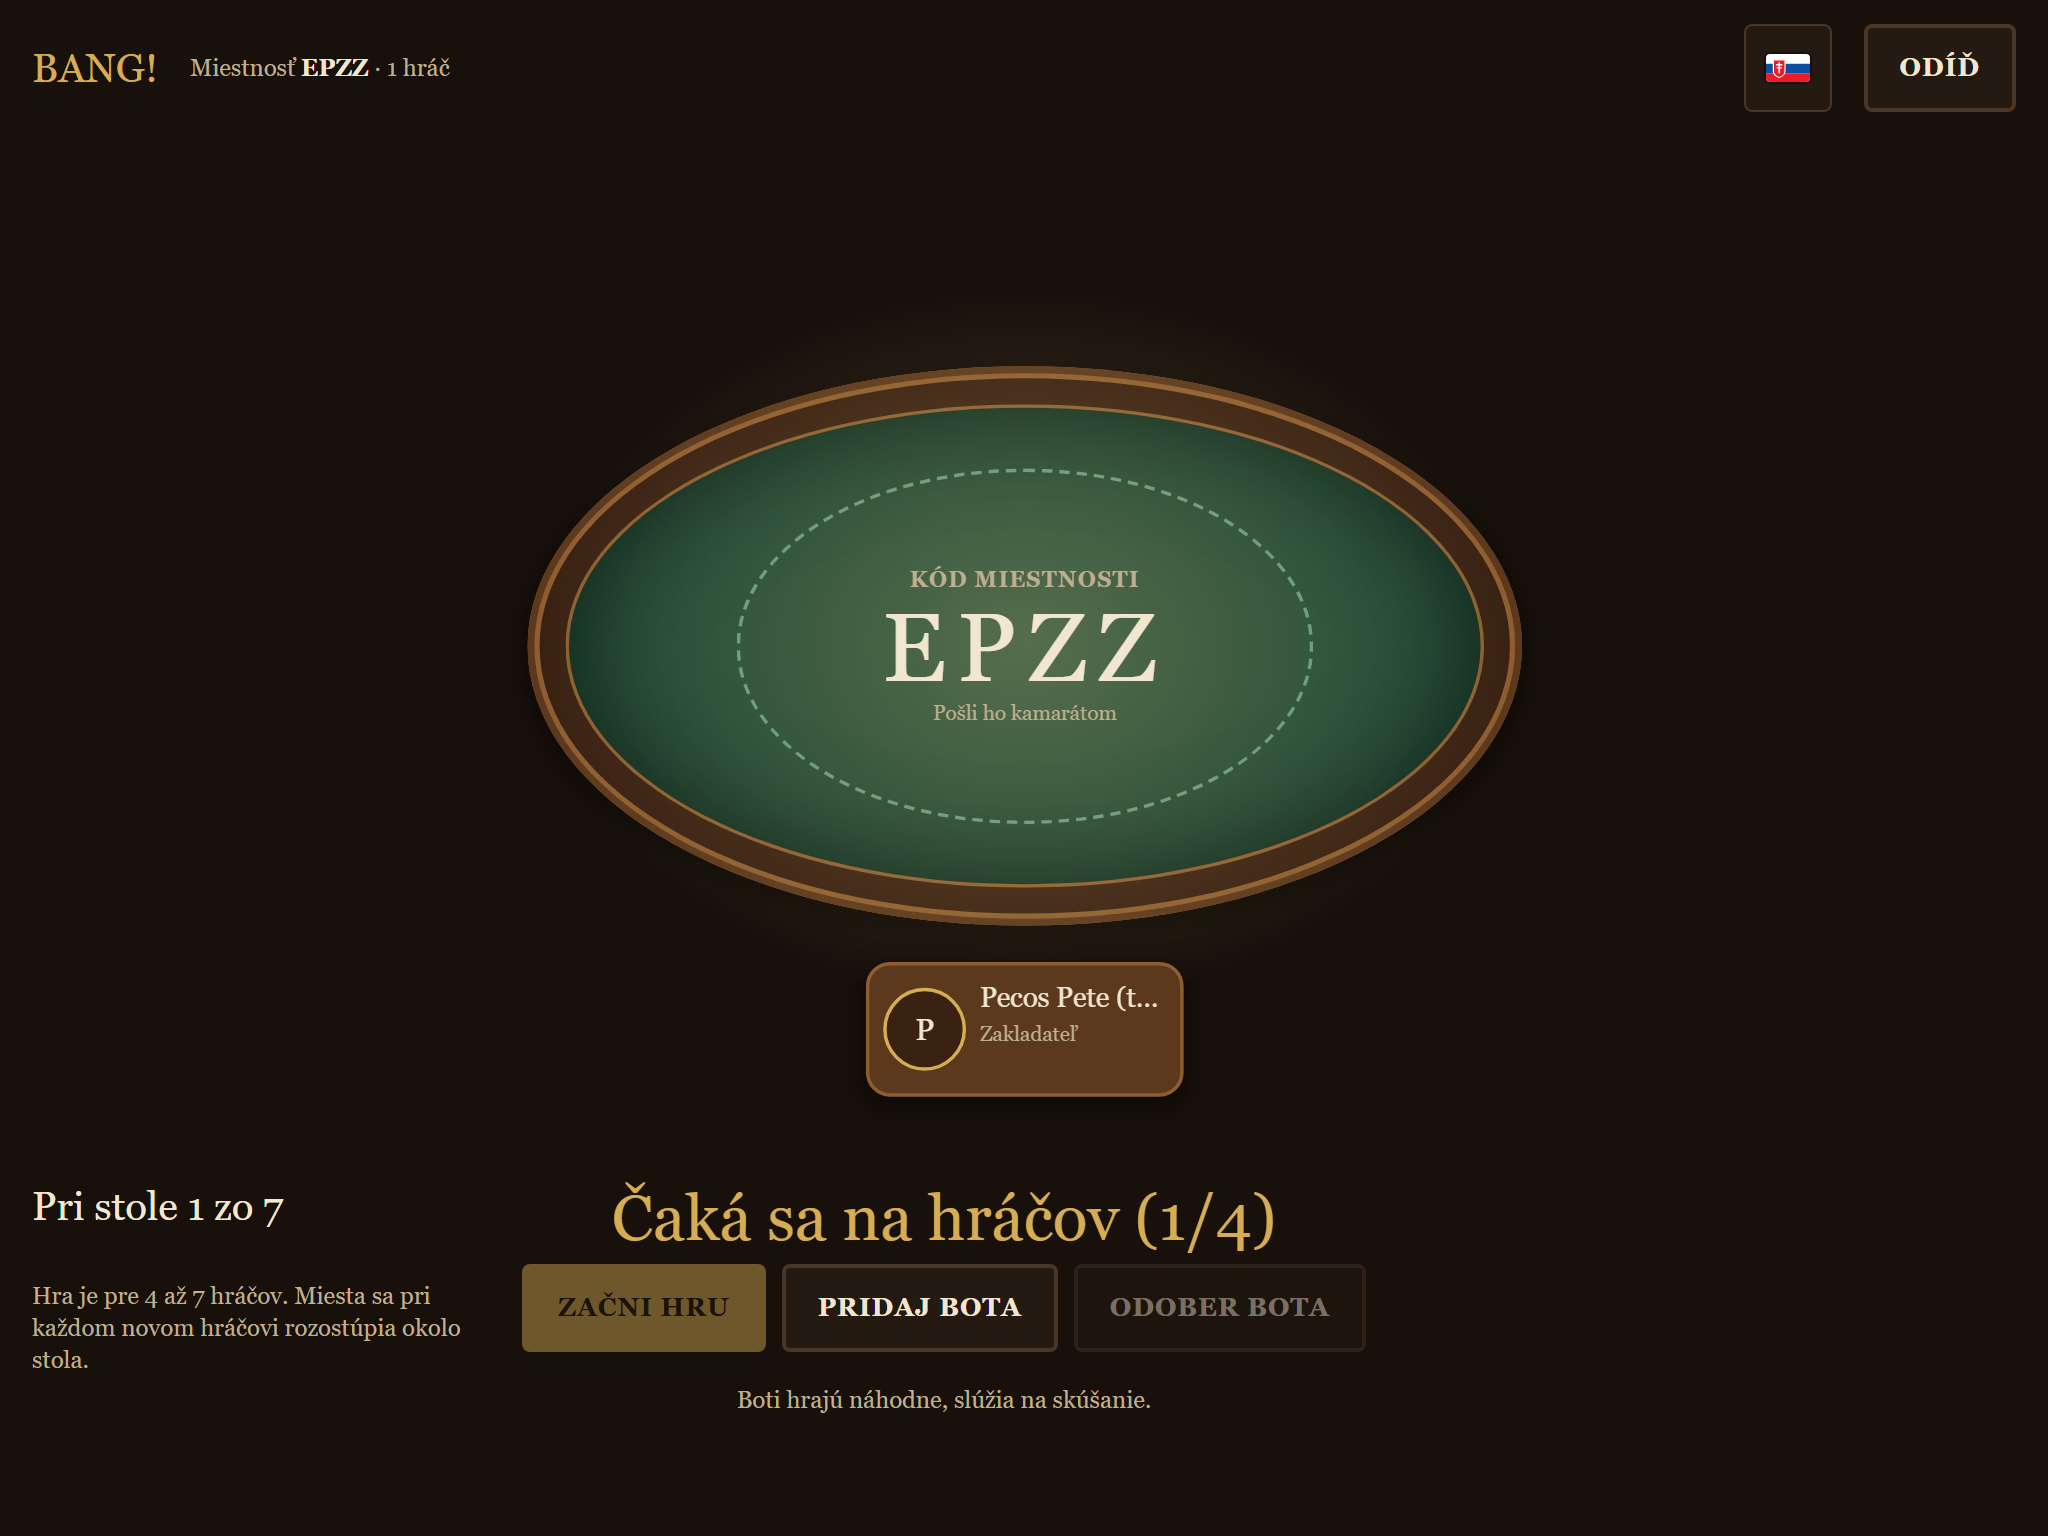 BANG!
Miestnosť EPZZ · 1 hráč
ODÍĎ
KÓD MIESTNOSTI
EPZZ
Pošli ho kamarátom
P
Pecos Pete (t...
Zakladateľ
Pri stole 1 zo 7
Hra je pre 4 až 7 hráčov. Miesta sa pri
každom novom hráčovi rozostúpia okolo
stola.
Čaká sa na hráčov (1/4)
ZAČNI HRU
PRIDAJ BOTA
ODOBER BOTA
Boti hrajú náhodne, slúžia na skúšanie.